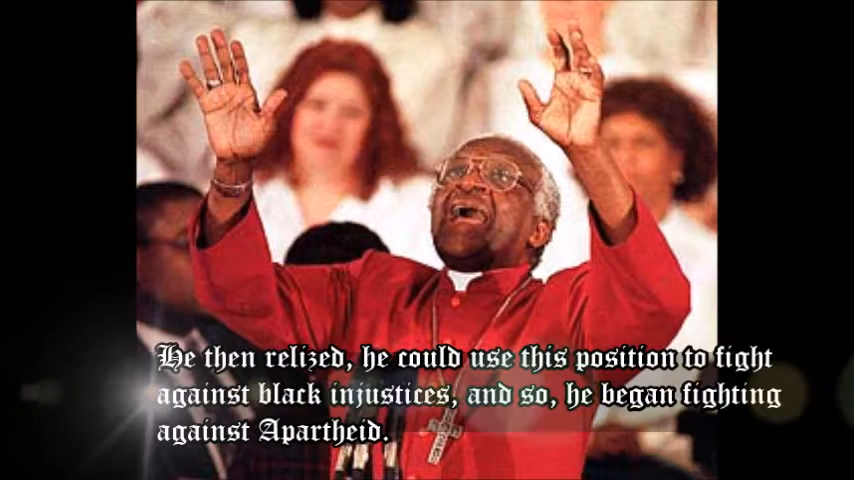 He then relized, he could use this position to fight
against black injustices, and so, he began fighting
against Apartheid.